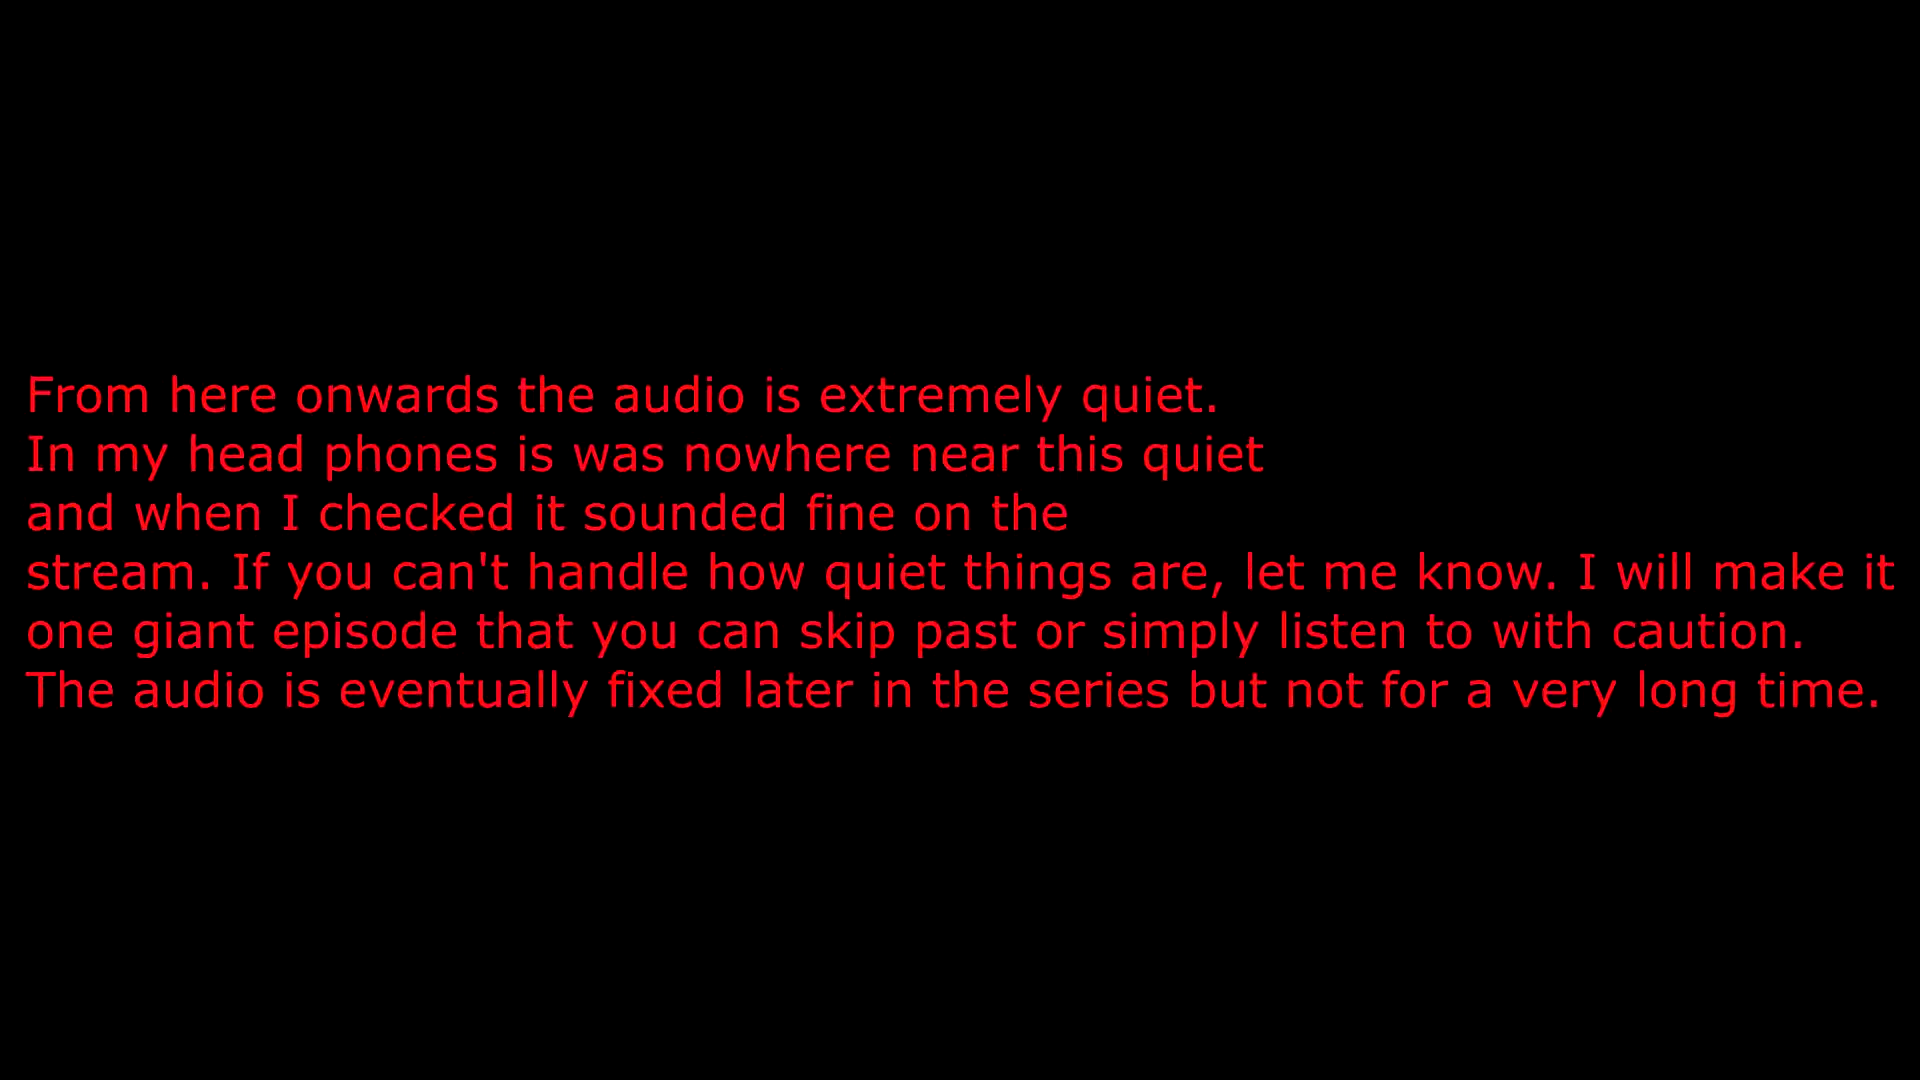 From here onwards the audio is extremely quiet.
In my head phones is was nowhere near this quiet
and when I checked it sounded fine on the
stream. If you can't handle how quiet things are, let me know. I will make it
one giant episode that you can skip past or simply listen to with caution.
The audio is eventually fixed later in the series but not for a very long time.